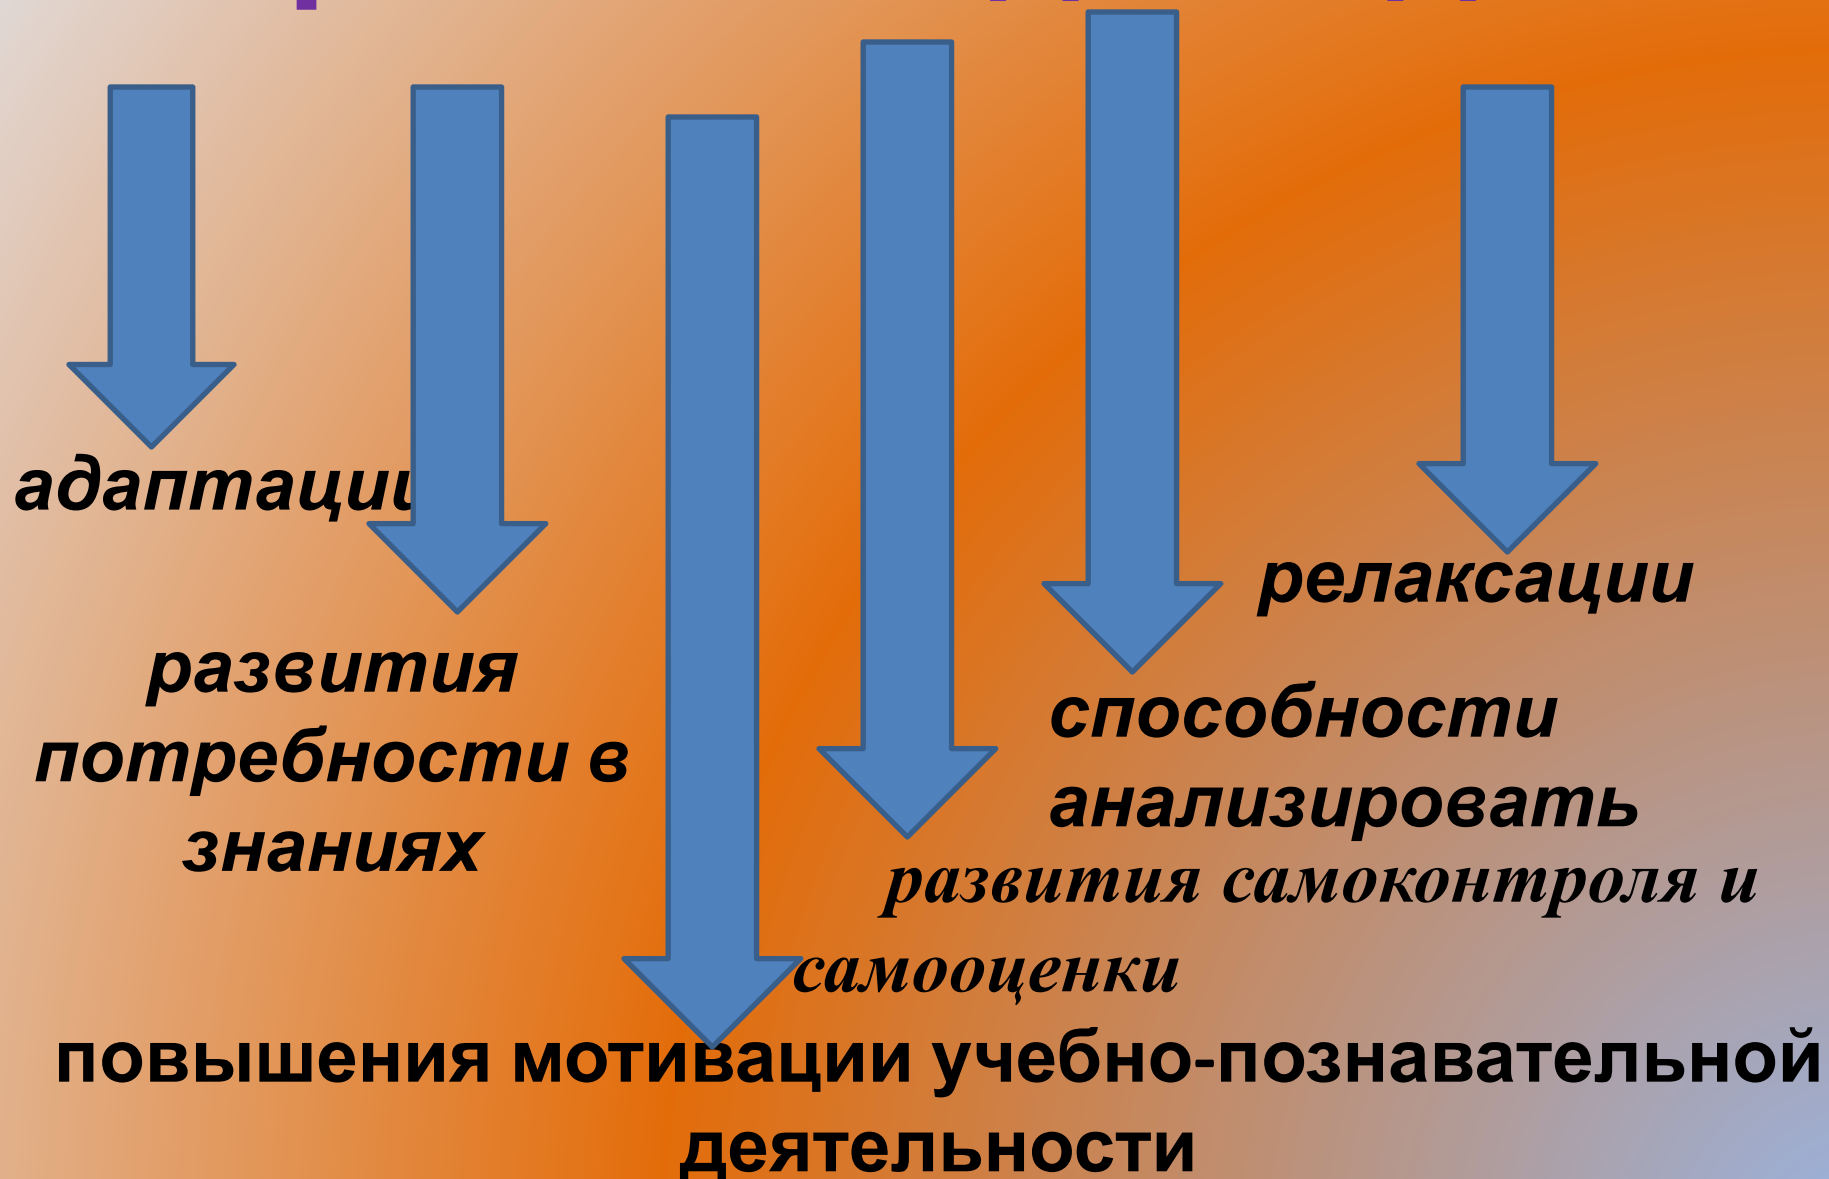 адаптации
релаксации
развития
потребности в
знаниях
способности
анализировать
развития самоконтроля и
самооценки
повышения мотивации учебно-познавательной
деятельности